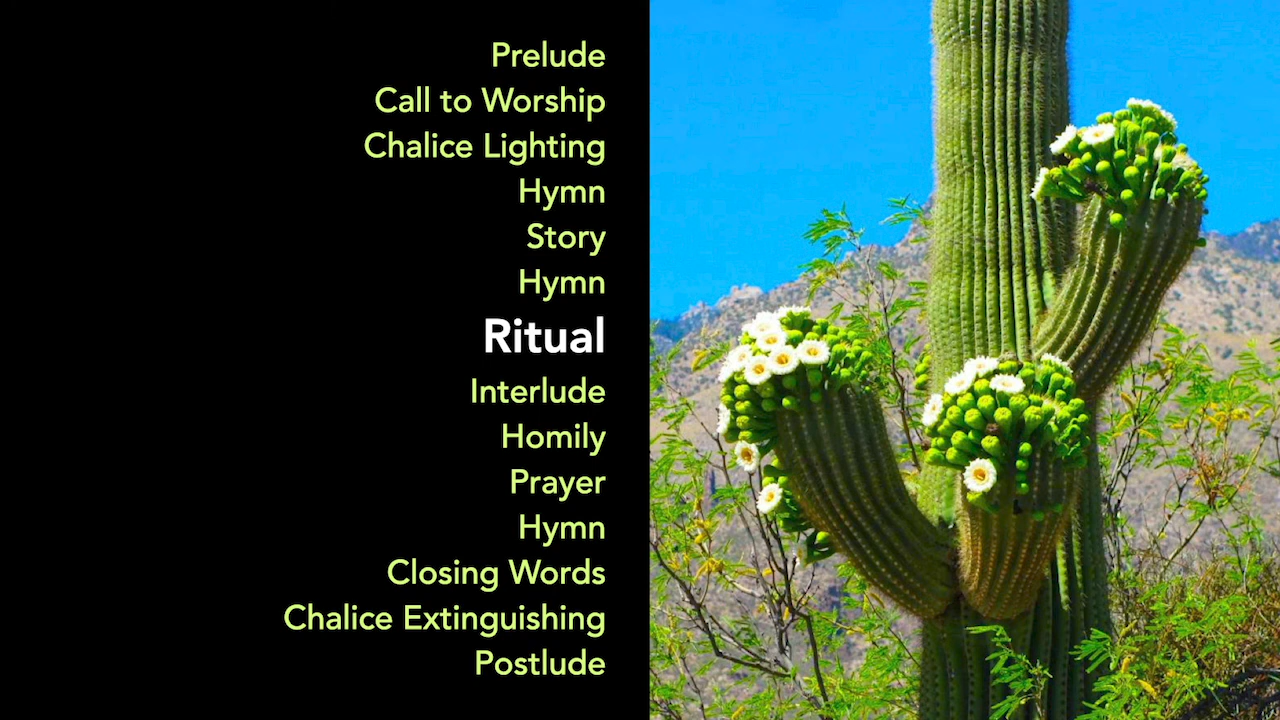 Prelude
Call to Worship
Chalice Lighting
Hymn
Story
Hymn
Ritual
Interlude
Homily
Prayer
Hymn
Closing Words
Chalice Extinguishing
Postlude